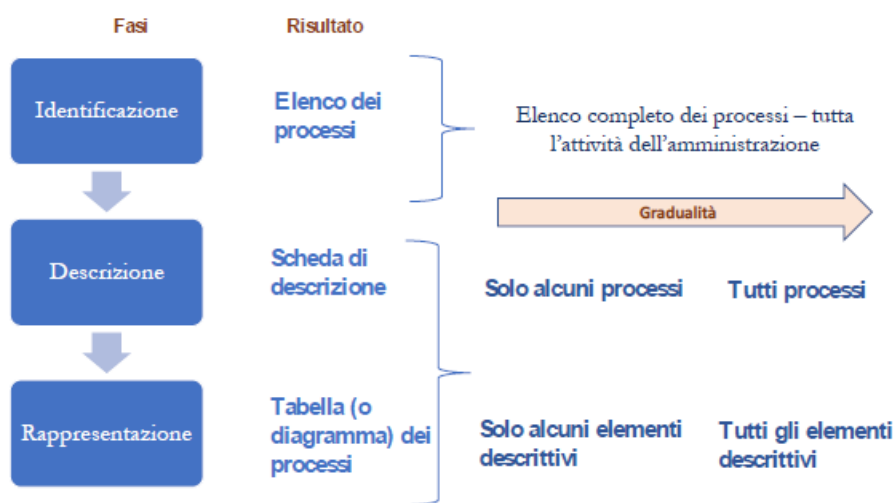 Fasi
Risultato
Identificazione
Elenco dei
processi
Elenco completo dei processi – tutta
l'attività dell'amministrazione
Gradualità
Descrizione
Scheda di
descrizione
Solo alcuni processi
Tutti processi
Rappresentazione
Tabella (o
diagramma) dei
processi
Solo alcuni elementi
descrittivi
Tutti gli elementi
descrittivi